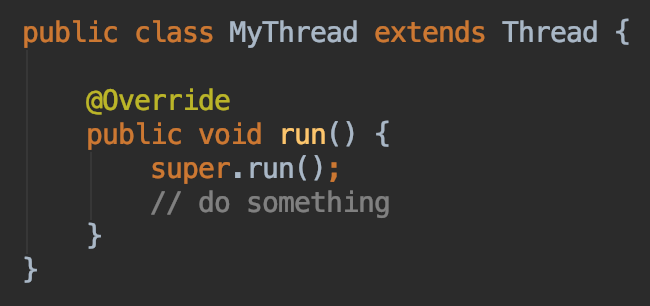 public class MyThread extends Thread {
@Override
public void run() {
super.run();
// do something
}
}